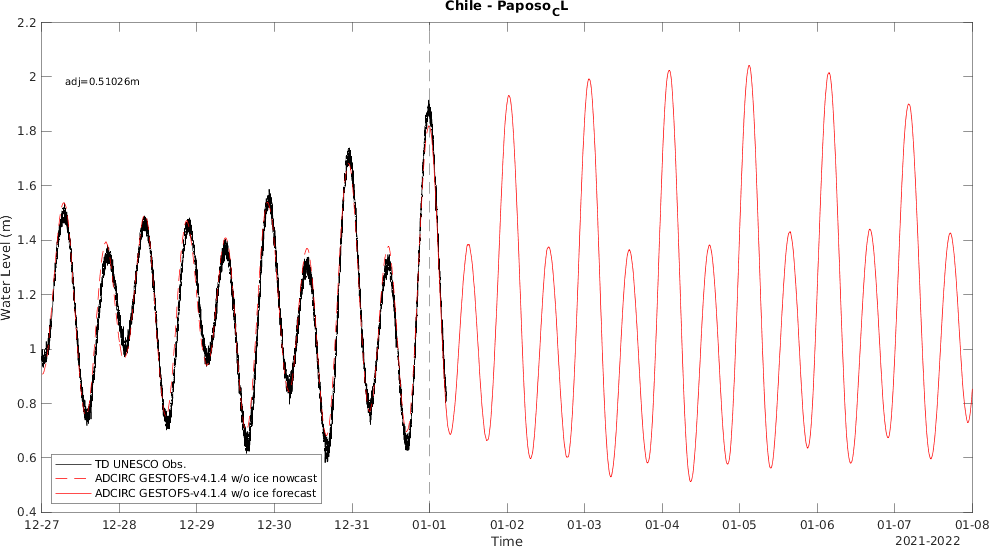 Chile - Paposo_CL
2.2
2
1.8
1.6
1.4
1.2
1
0.8
0.6
0.4
Water Level (m)
adj=0.51026m
TD UNESCO Obs.
ADCIRC GESTOFS-v4.1.4 w/o ice nowcast
ADCIRC GESTOFS-v4.1.4 w/o ice forecast
12-27 12-28 12-29 12-30 12-31 01-01 01-02 01-03 01-04 01-05 01-06 01-07 01-08
Time
2021-2022